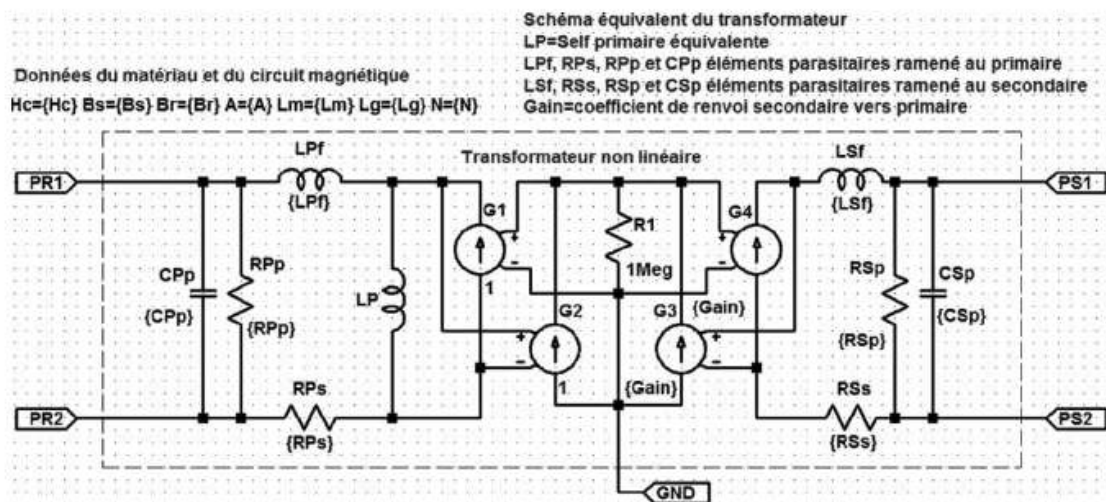 Schéma équivalent du transformateur
LP=Self primaire équivalente
LPf, RPs, RPp et CPp éléments parasitaires ramené au primaire
LSf, RSs, RSp et CSp éléments parasitaires ramené au secondaire
Gain=coefficient de renvoi secondaire vers primaire
Données du matériau et du circuit magnétique
Hc={Hc} Bs={Bs} Br={Br} A={A} Lm={Lm} Lg={Lg} N={N}
Transformateur non linéaire
PR1
LPf
{LPf}
LSf
{LSf}
PS1
G1
+
-
1
R1
1Meg
G4
+
-
{Gain}
CPp
{CPp}
RPp
{RPp}
LP
G2
+
-
1
G3
+
-
{Gain}
RSp
{RSp}
CSp
{CSp}
PR2
RPs
{RPs}
RSs
{RSs}
PS2
GND